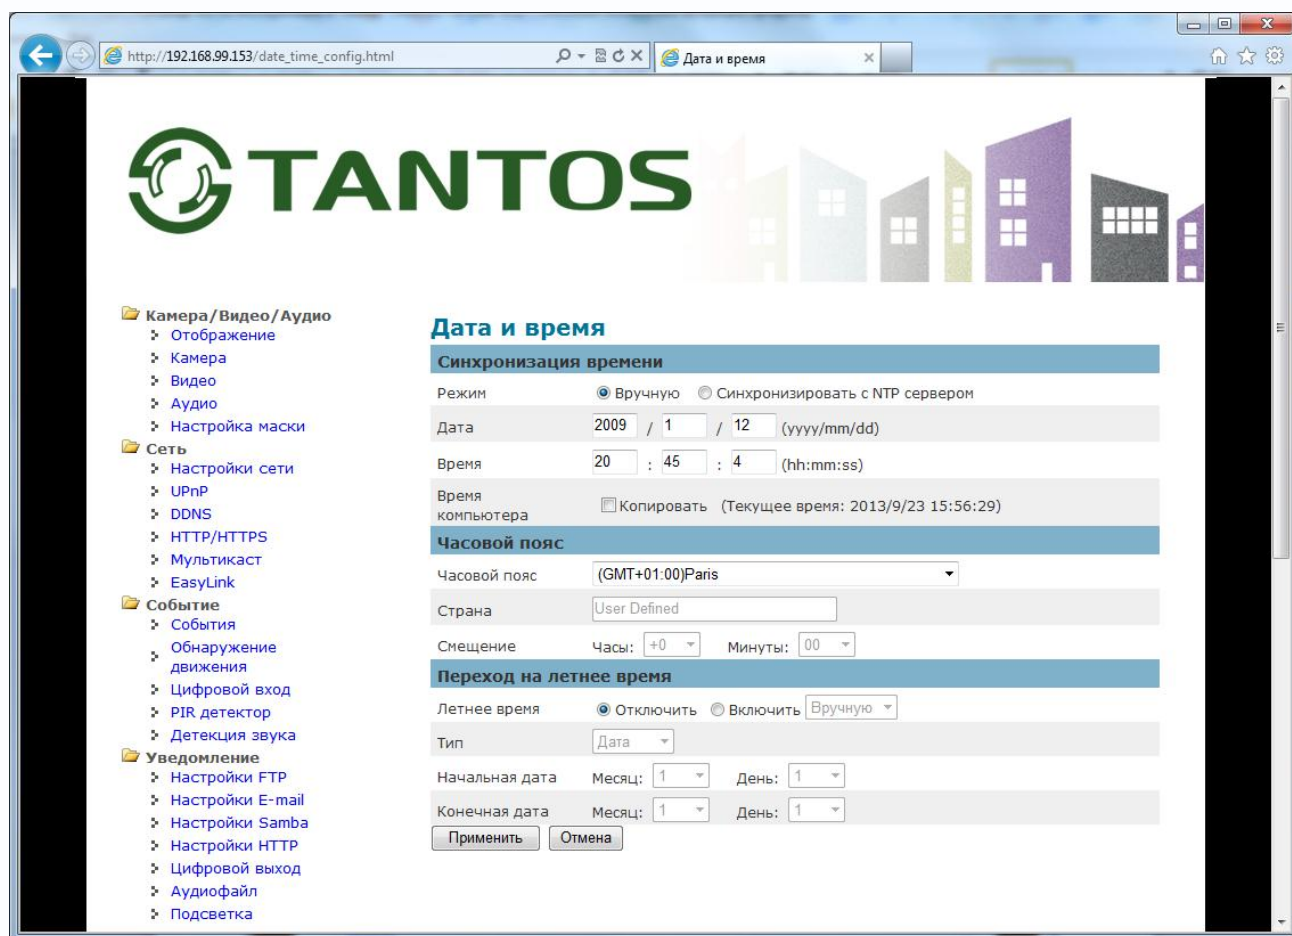 http://192.168.99.153/date_time_config.html
Дата и время
TANTOS
Камера/Видео/Аудио
Отображение
Камера
Видео
Аудио
Настройка маски
Сеть
Настройки сети
UPnP
DDNS
HTTP/HTTPS
Мультикаст
EasyLink
Событие
События
Обнаружение
движения
Цифровой вход
PIR детектор
Детекция звука
Уведомление
Настройки FTP
Настройки E-mail
Настройки Samba
Настройки HTTP
Цифровой выход
Аудиофайл
Подсветка
Дата и время
Синхронизация времени
Режим Вручную Синхронизировать с NTP сервером
Дата 2009 / 1 / 12 (yyyy/mm/dd)
Время 20 : 45 : 4 (hh:mm:ss)
Время
компьютера Копировать (Текущее время: 2013/9/23 15:56:29)
Часовой пояс
Часовой пояс (GMT+01:00)Paris
Страна User Defined
Смещение Часы: +0 Минуты: 00
Переход на летнее время
Летнее время Отключить Включить Вручную
Тип Дата
Начальная дата Месяц: 1 День: 1
Конечная дата Месяц: 1 День: 1
Применить Отмена